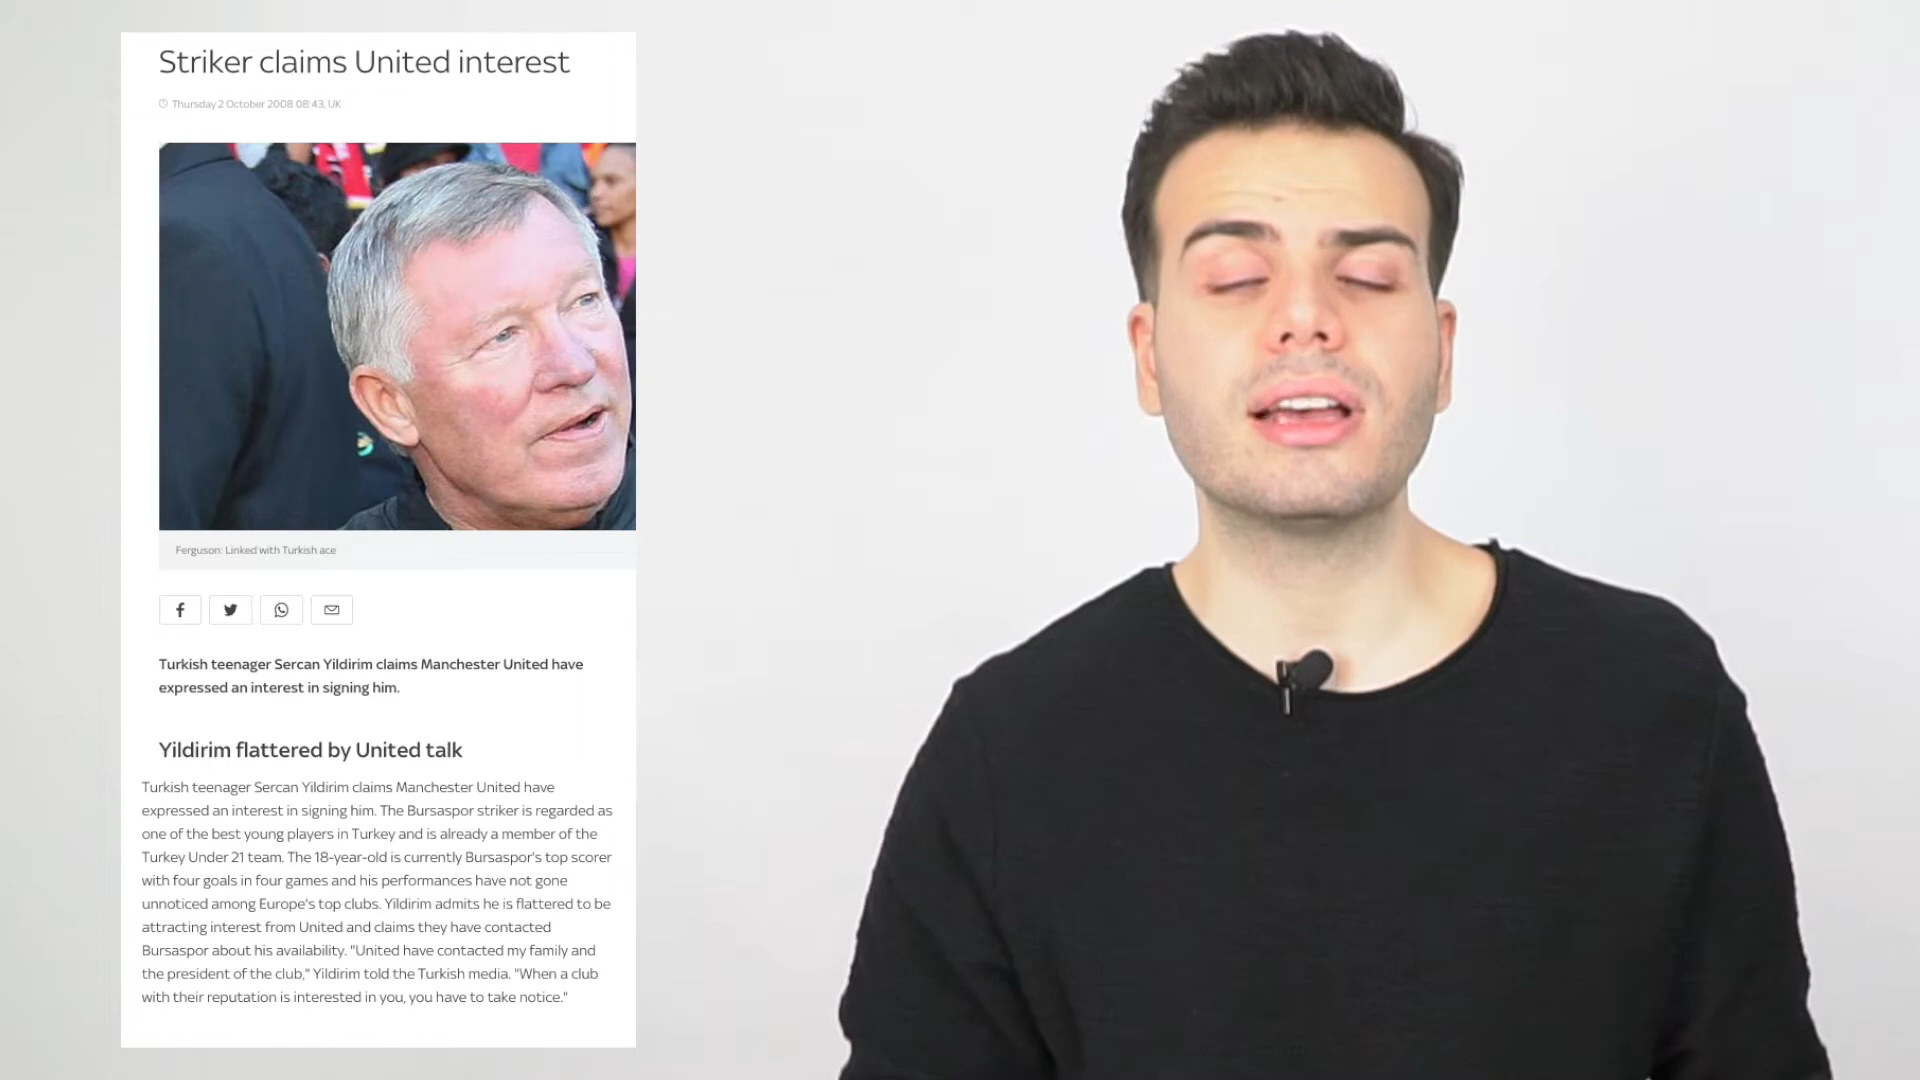 Striker claims United interest
Thursday 2 October 2008 08:43, UK
Ferguson: Linked with Turkish ace
Turkish teenager Sercan Yildirim claims Manchester United have
expressed an interest in signing him.
Yildirim flattered by United talk
Turkish teenager Sercan Yildirim claims Manchester United have
expressed an interest in signing him. The Bursaspor striker is regarded as
one of the best young players in Turkey and is already a member of the
Turkey Under 21 team. The 18-year-old is currently Bursaspor's top scorer
with four goals in four games and his performances have not gone
unnoticed among Europe's top clubs. Yildirim admits he is flattered to be
attracting interest from United and claims they have contacted
Bursaspor about his availability. "United have contacted my family and
the president of the club," Yildirim told the Turkish media. "When a club
with their reputation is interested in you, you have to take notice."